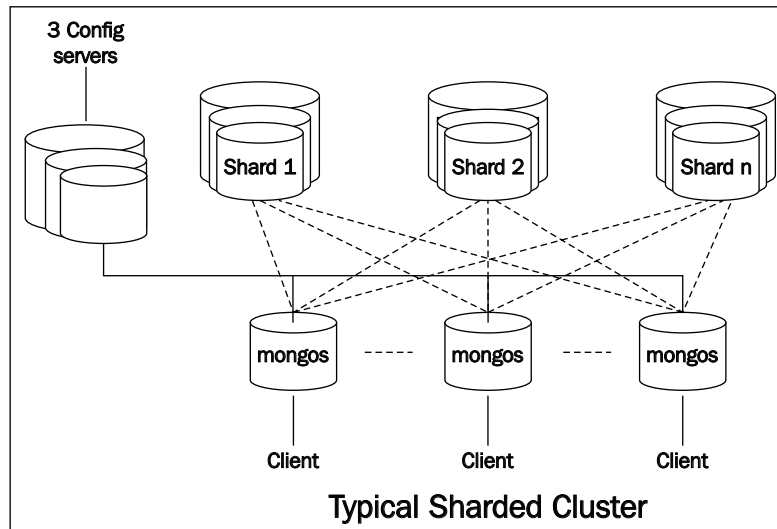 3 Config
servers
Shard 1
Shard 2
Shard n
mongos
mongos
mongos
Client
Client
Client
Typical Sharded Cluster